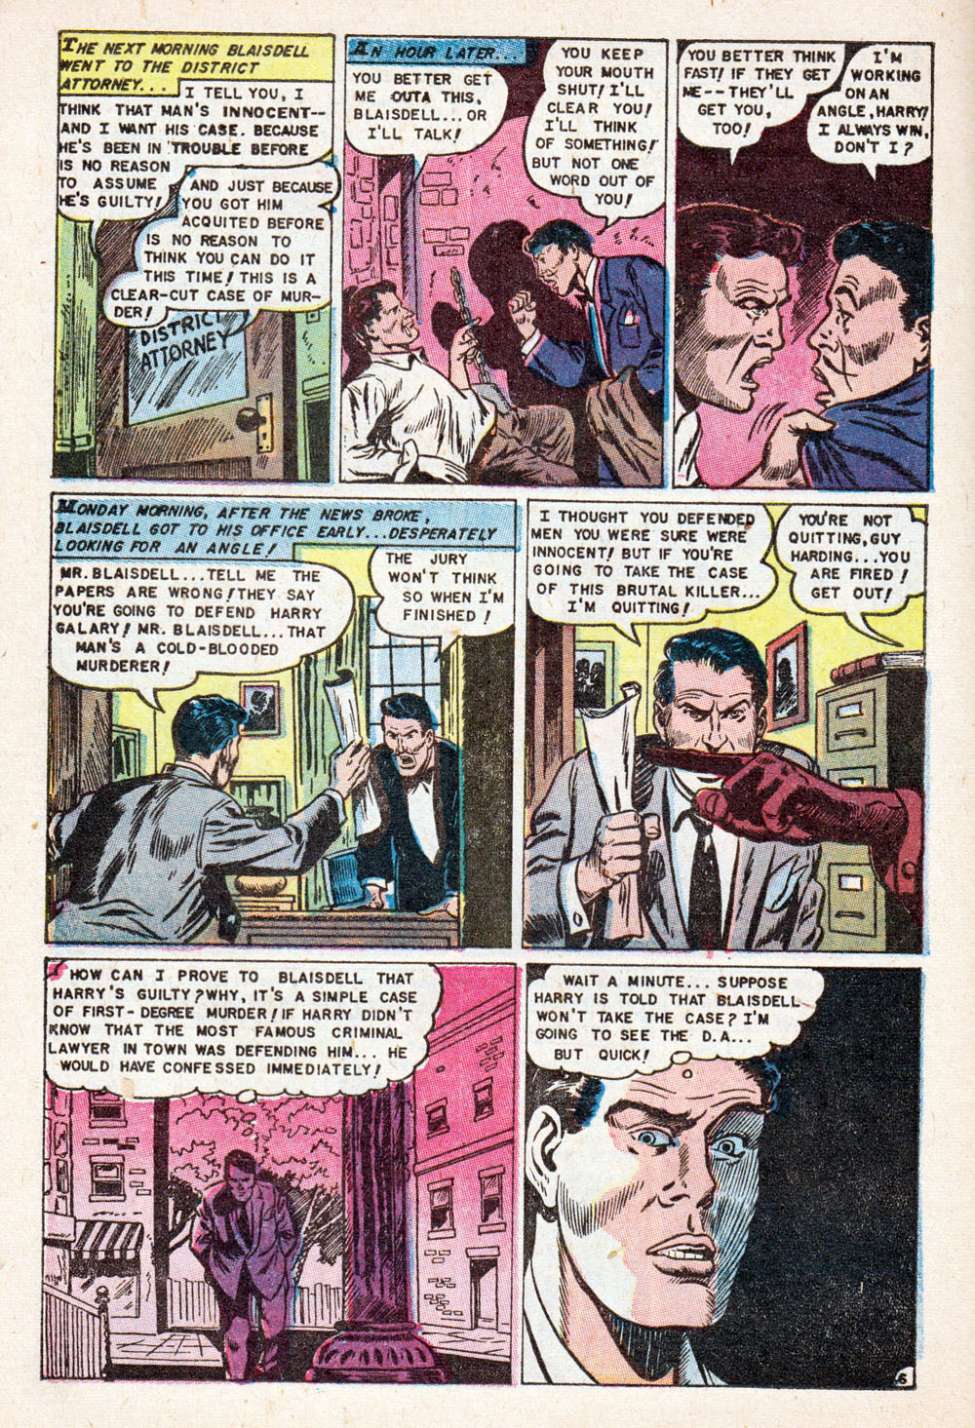 THE NEXT MORNING BLAISDELL
WENT TO THE DISTRICT
ATTORNEY...
I TELL YOU, I
THINK THAT MAN'S INNOCENT--
AND I WANT HIS CASE. BECAUSE
HE'S BEEN IN TROUBLE BEFORE
IS NO REASON
TO ASSUME
HE'S GUILTY!
AND JUST BECAUSE
YOU GOT HIM
ACQUITED BEFORE
IS NO REASON TO
THINK YOU CAN DO IT
THIS TIME! THIS IS A
CLEAR-CUT CASE OF MUR-
DER!
DISTRICT
ATTORNEY
AN HOUR LATER...
YOU BETTER GET
ME OUTA THIS,
BLAISDELL...OR
I'LL TALK!
YOU KEEP
YOUR MOUTH
SHUT! I'LL
CLEAR YOU!
I'LL THINK
OF SOMETHING!
BUT NOT ONE
WORD OUT OF
YOU!
YOU BETTER THINK
FAST! IF THEY GET
ME--THEY'LL
GET YOU,
TOO!
I'M
WORKING
ON AN
ANGLE, HARRY!
I ALWAYS WIN,
DON'T I?
MONDAY MORNING, AFTER THE NEWS BROKE,
BLAISDELL GOT TO HIS OFFICE EARLY...DESPERATELY
LOOKING FOR AN ANGLE!
MR. BLAISDELL...TELL ME THE
PAPERS ARE WRONG! THEY SAY
YOU'RE GOING TO DEFEND HARRY
GALARY! MR. BLAISDELL...THAT
MAN'S A COLD-BLOODED
MURDERER!
THE JURY
WON'T THINK
SO WHEN I'M
FINISHED!
I THOUGHT YOU DEFENDED
MEN YOU WERE SURE WERE
INNOCENT! BUT IF YOU'RE
GOING TO TAKE THE CASE
OF THIS BRUTAL KILLER...
I'M QUITTING!
YOU'RE NOT
QUITTING, GUY
HARDING...YOU
ARE FIRED!
GET OUT!
HOW CAN I PROVE TO BLAISDELL THAT
HARRY'S GUILTY? WHY, IT'S A SIMPLE CASE
OF FIRST-DEGREE MURDER! IF HARRY DIDN'T
KNOW THAT THE MOST FAMOUS CRIMINAL
LAWYER IN TOWN WAS DEFENDING HIM... HE
WOULD HAVE CONFESSED IMMEDIATELY!
WAIT A MINUTE... SUPPOSE
HARRY IS TOLD THAT BLAISDELL
WON'T TAKE THE CASE? I'M
GOING TO SEE THE D.A...
BUT QUICK!
6